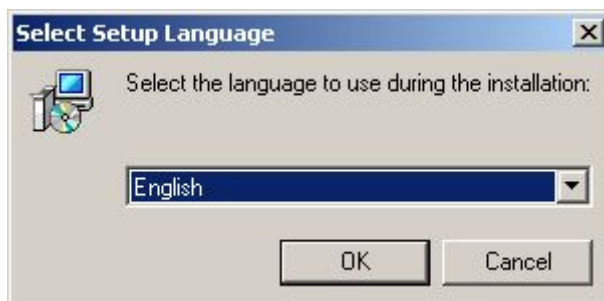 Select Setup Language
Select the language to use during the installation:
English
OK
Cancel